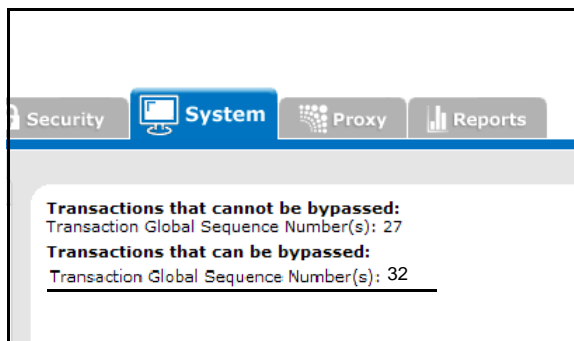 Security
System
Proxy
Reports
Transactions that cannot be bypassed:
Transaction Global Sequence Number(s): 27
Transactions that can be bypassed:
Transaction Global Sequence Number(s): 32